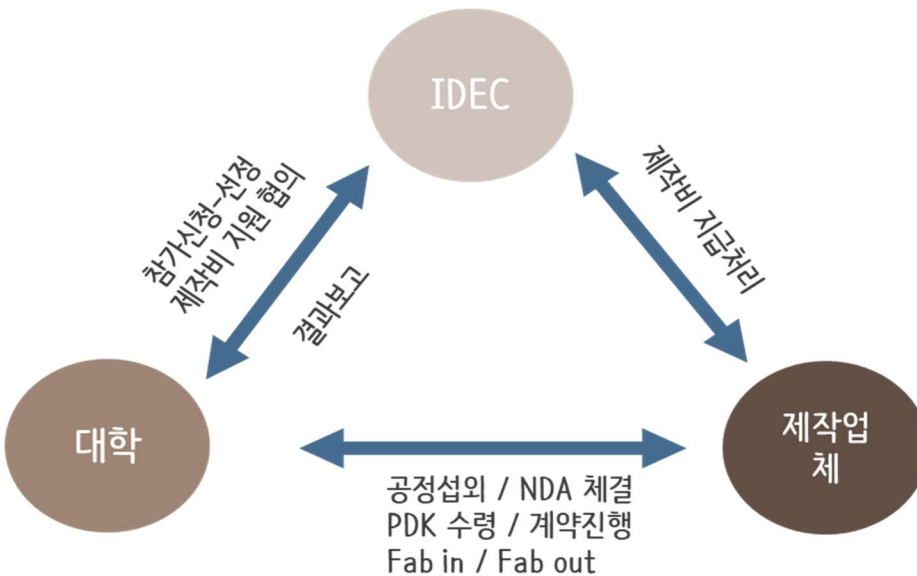 IDEC
참가신청-선정
제작비 지원 협의
결과보고
제작비 지급처리
대학
제작업
체
공정섭외 / NDA 체결
PDK 수령 / 계약진행
Fab in / Fab out